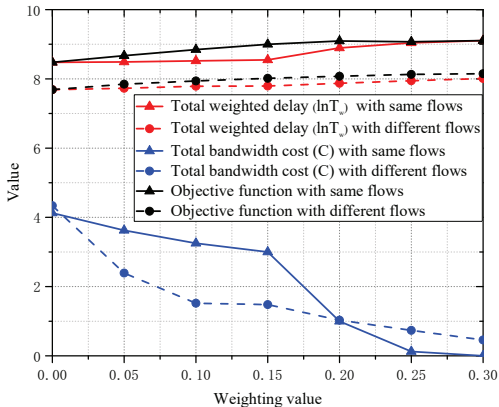 10
8
6
4
2
0
Value
Total weighted delay (lnTw) with same flows
Total weighted delay (lnTw) with different flows
Total bandwidth cost (C) with same flows
Total bandwidth cost (C) with different flows
Objective function with same flows
Objective function with different flows
0.00 0.05 0.10 0.15 0.20 0.25 0.30
Weighting value